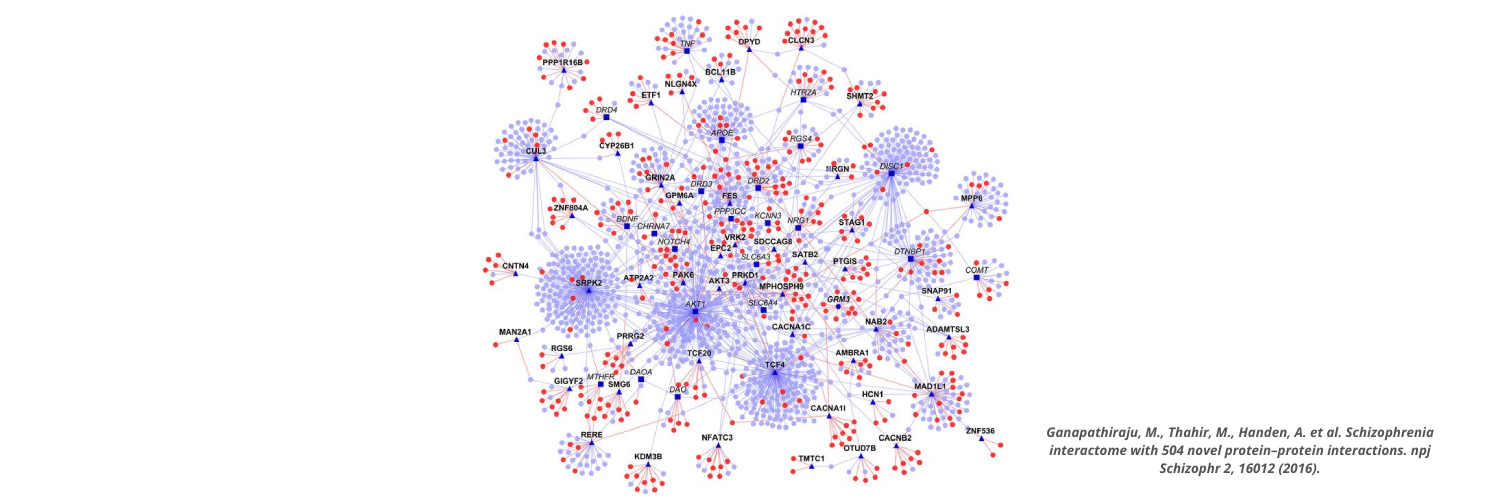 TNF
DPYD
CLCN3
PPP1R16B
BCL11B
NLGN4X
HTR2A
ETF1
SHMT2
DRD4
APOE
RGS4
CYP26B1
CUL3
DISC1
NRGN
GRIN2A
DRD3
DRD2
GPM6A
FES
MPP6
ZNF804A
PPP3CC
KCNN3
BDNF
NRG1
STAG1
CHRNA7
VRK2
NOTCH4
SDCCAG8
EPC2
DTNBP1
SLC6A3
SATB2
PTGIS
CNTN4
COMT
ATP2A2
PAK6
PRKD1
SRPK2
AKT3
MPHOSPH9
SNAP91
AKT1
SLC6A4
GRM3
NAB2
CACNA1C
MAN2A1
ADAMTSL3
PRRG2
RGS6
TCF20
AMBRA1
TCF4
MTHFR
DAOA
GIGYF2
SMG6
DAO
MAD1L1
HCN1
CACNA1I
RERE
NFATC3
ZNF536
CACNB2
OTUD7B
KDM3B
TMTC1
Ganapathiraju, M., Thahir, M., Handen, A. et al. Schizophrenia
interactome with 504 novel protein–protein interactions. npj
Schizophr 2, 16012 (2016).